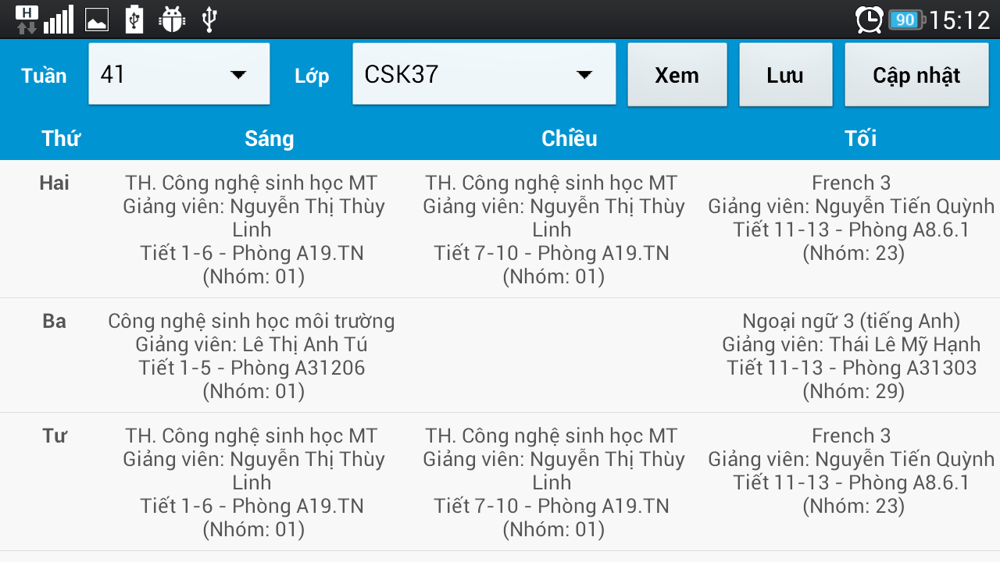 H 90 15:12
Tuần 41 Lớp CSK37 Xem Lưu Cập nhật
Thứ Sáng Chiều Tối
Hai
TH. Công nghệ sinh học MT
Giảng viên: Nguyễn Thị Thùy
Linh
Tiết 1-6 - Phòng A19.TN
(Nhóm: 01)
TH. Công nghệ sinh học MT
Giảng viên: Nguyễn Thị Thùy
Linh
Tiết 7-10 - Phòng A19.TN
(Nhóm: 01)
French 3
Giảng viên: Nguyễn Tiến Quỳnh
Tiết 11-13 - Phòng A8.6.1
(Nhóm: 23)
Ba
Công nghệ sinh học môi trường
Giảng viên: Lê Thị Anh Tú
Tiết 1-5 - Phòng A31206
(Nhóm: 01)
Ngoại ngữ 3 (tiếng Anh)
Giảng viên: Thái Lê Mỹ Hạnh
Tiết 11-13 - Phòng A31303
(Nhóm: 29)
Tư
TH. Công nghệ sinh học MT
Giảng viên: Nguyễn Thị Thùy
Linh
Tiết 1-6 - Phòng A19.TN
(Nhóm: 01)
TH. Công nghệ sinh học MT
Giảng viên: Nguyễn Thị Thùy
Linh
Tiết 7-10 - Phòng A19.TN
(Nhóm: 01)
French 3
Giảng viên: Nguyễn Tiến Quỳnh
Tiết 11-13 - Phòng A8.6.1
(Nhóm: 23)